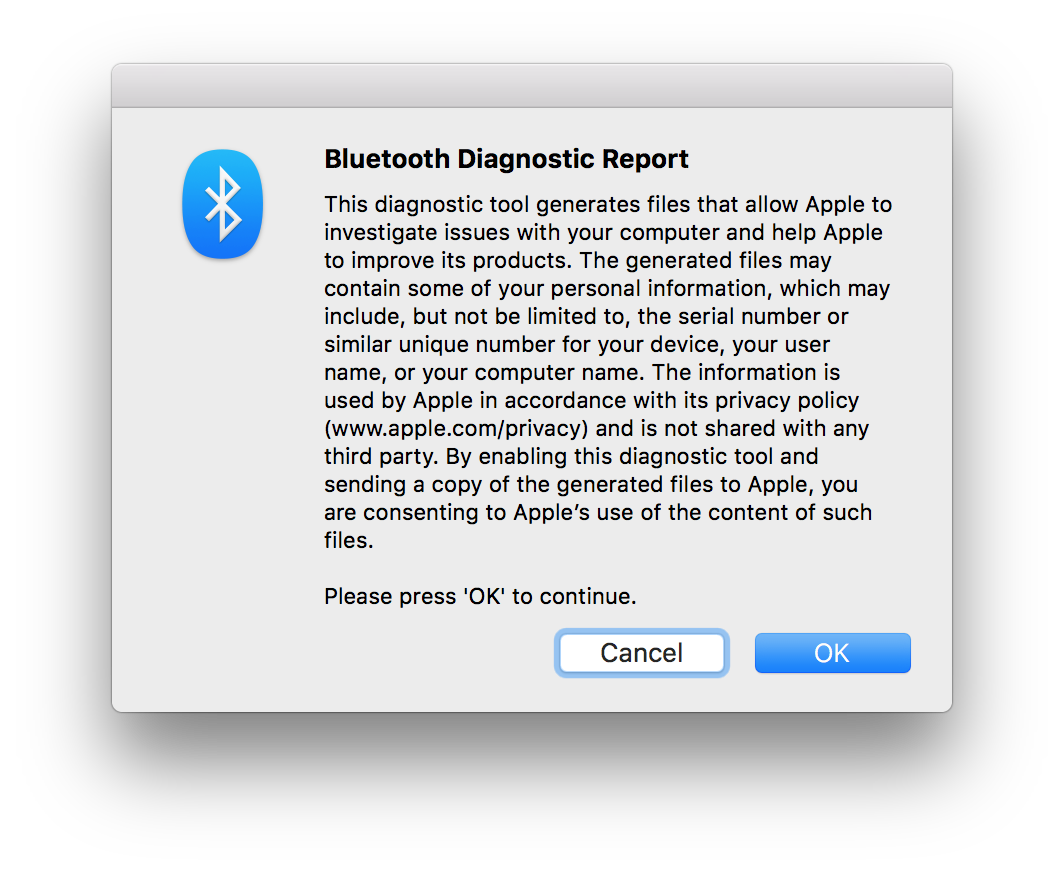 Bluetooth Diagnostic Report
This diagnostic tool generates files that allow Apple to
investigate issues with your computer and help Apple
to improve its products. The generated files may
contain some of your personal information, which may
include, but not be limited to, the serial number or
similar unique number for your device, your user
name, or your computer name. The information is
used by Apple in accordance with its privacy policy
(www.apple.com/privacy) and is not shared with any
third party. By enabling this diagnostic tool and
sending a copy of the generated files to Apple, you
are consenting to Apple’s use of the content of such
files.
Please press 'OK' to continue.
Cancel OK